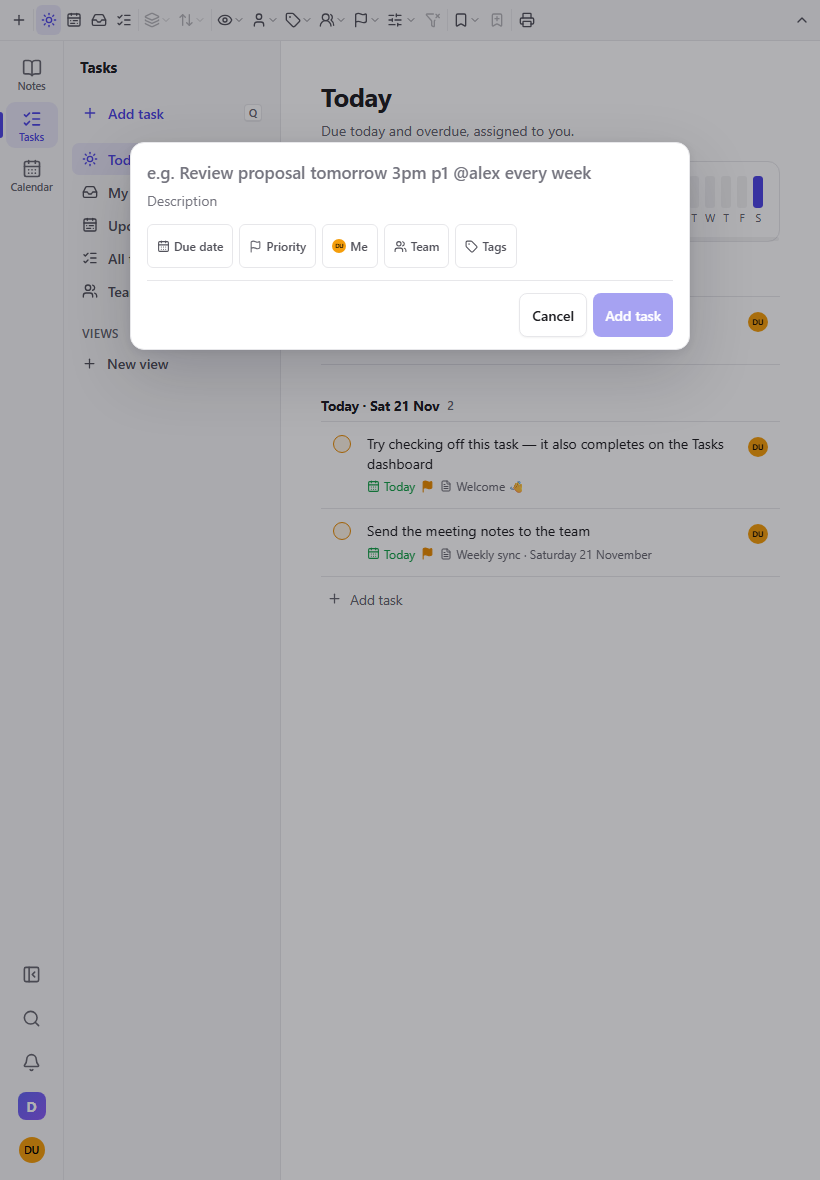 Notes
Tasks
Calendar
D
DU
Tasks
Add task
Q
Tod
My
Upc
All
Tea
VIEWS
New view
Today
Due today and overdue, assigned to you.
T W T F S
e.g. Review proposal tomorrow 3pm p1 @alex every week
Description
Due date
Priority
DU Me
Team
Tags
Cancel
Add task
DU
Today · Sat 21 Nov 2
Try checking off this task — it also completes on the Tasks
dashboard
DU
Today Welcome
Send the meeting notes to the team
DU
Today Weekly sync · Saturday 21 November
Add task